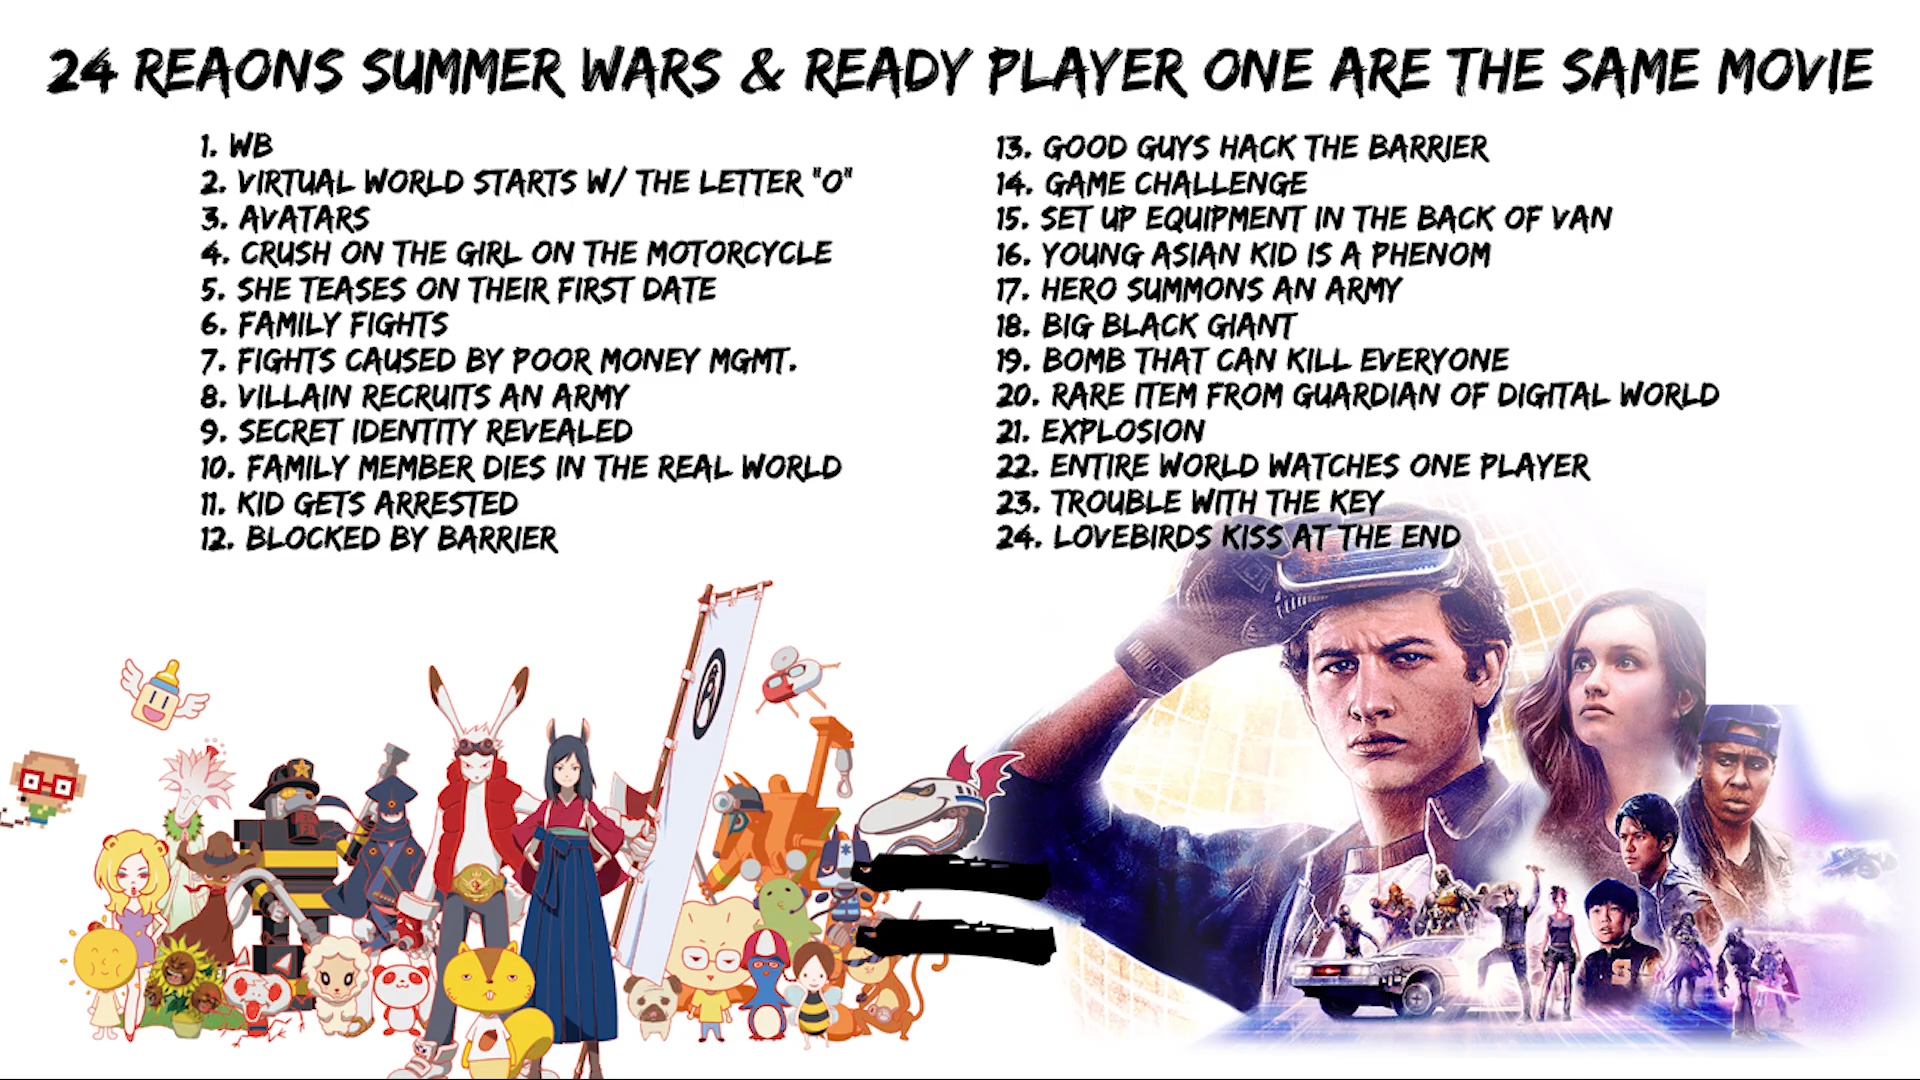 24 REAONS SUMMER WARS & READY PLAYER ONE ARE THE SAME MOVIE
1. WB
2. VIRTUAL WORLD STARTS W/ THE LETTER "O"
3. AVATARS
4. CRUSH ON THE GIRL ON THE MOTORCYCLE
5. SHE TEASES ON THEIR FIRST DATE
6. FAMILY FIGHTS
7. FIGHTS CAUSED BY POOR MONEY MGMT.
8. VILLAIN RECRUITS AN ARMY
9. SECRET IDENTITY REVEALED
10. FAMILY MEMBER DIES IN THE REAL WORLD
11. KID GETS ARRESTED
12. BLOCKED BY BARRIER
13. GOOD GUYS HACK THE BARRIER
14. GAME CHALLENGE
15. SET UP EQUIPMENT IN THE BACK OF VAN
16. YOUNG ASIAN KID IS A PHENOM
17. HERO SUMMONS AN ARMY
18. BIG BLACK GIANT
19. BOMB THAT CAN KILL EVERYONE
20. RARE ITEM FROM GUARDIAN OF DIGITAL WORLD
21. EXPLOSION
22. ENTIRE WORLD WATCHES ONE PLAYER
23. TROUBLE WITH THE KEY
24. LOVEBIRDS KISS AT THE END